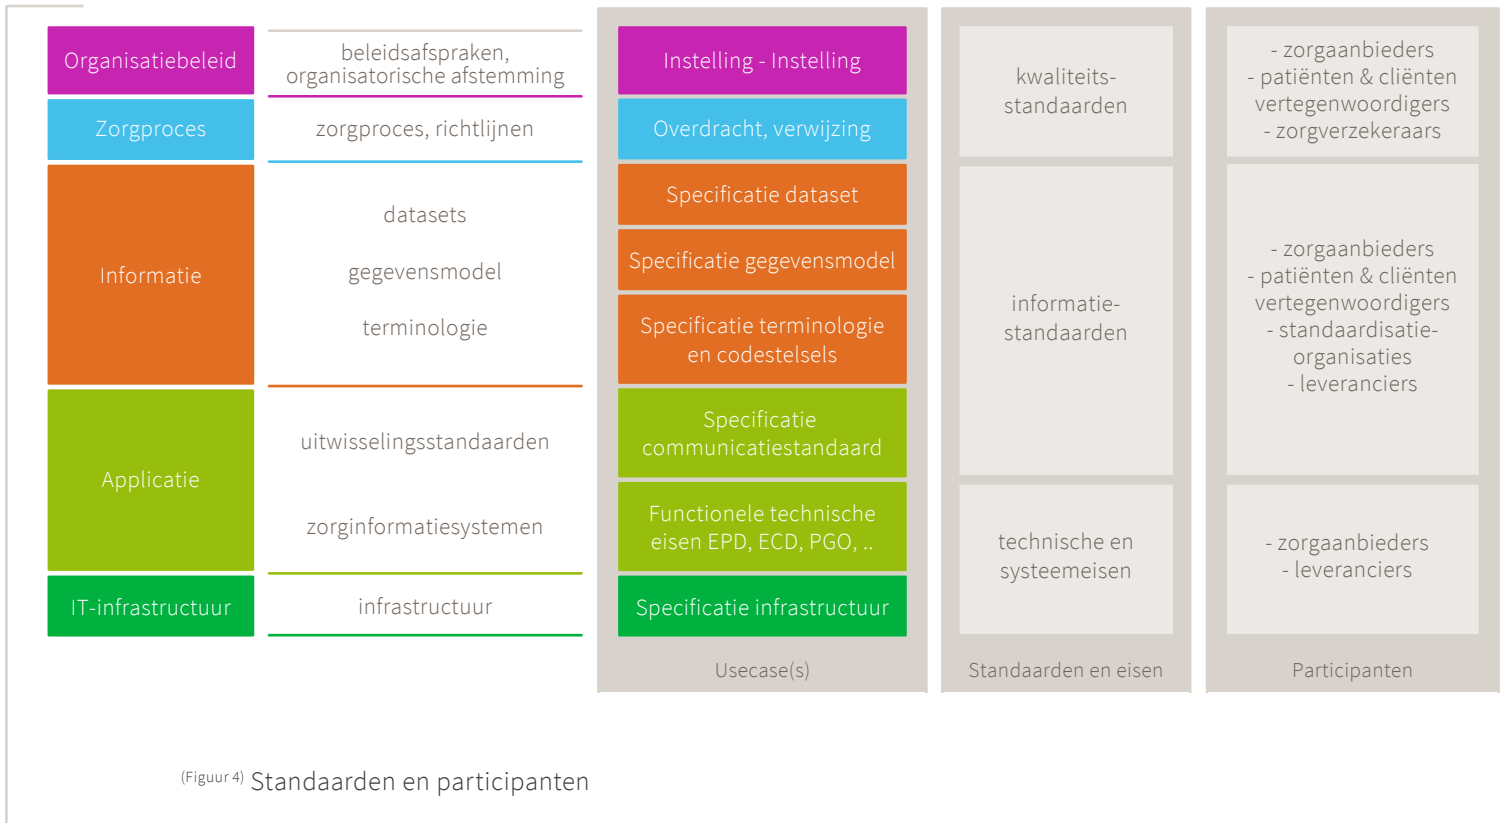 Organisatiebeleid
beleidsafspraken,
organisatorische afstemming
Instelling - Instelling
Zorgproces
zorgproces, richtlijnen
Overdracht, verwijzing
kwaliteits-
standaarden
- zorgaanbieders
- patiënten & cliënten
vertegenwoordigers
- zorgverzekeraars
Informatie
datasets
gegevensmodel
terminologie
Specificatie dataset
Specificatie gegevensmodel
Specificatie terminologie
en codestelsels
informatie-
standaarden
- zorgaanbieders
- patiënten & cliënten
vertegenwoordigers
- standaardisatie-
organisaties
- leveranciers
Applicatie
uitwisselingsstandaarden
zorginformatiesystemen
Specificatie
communicatiestandaard
Functionele technische
eisen EPD, ECD, PGO, ..
technische en
systeemeisen
- zorgaanbieders
- leveranciers
IT-infrastructuur
infrastructuur
Specificatie infrastructuur
Usecase(s)
Standaarden en eisen
Participanten
(Figuur 4) Standaarden en participanten